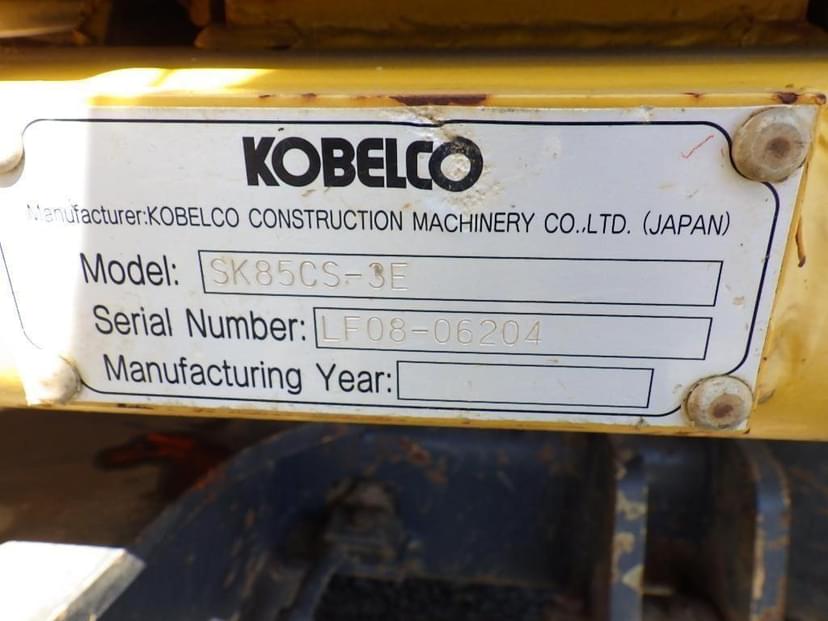 KOBELCO
Manufacturer:KOBELCO CONSTRUCTION MACHINERY CO.,LTD. (JAPAN)
Model: SK85CS-3E
Serial Number: LF08-06204
Manufacturing Year: